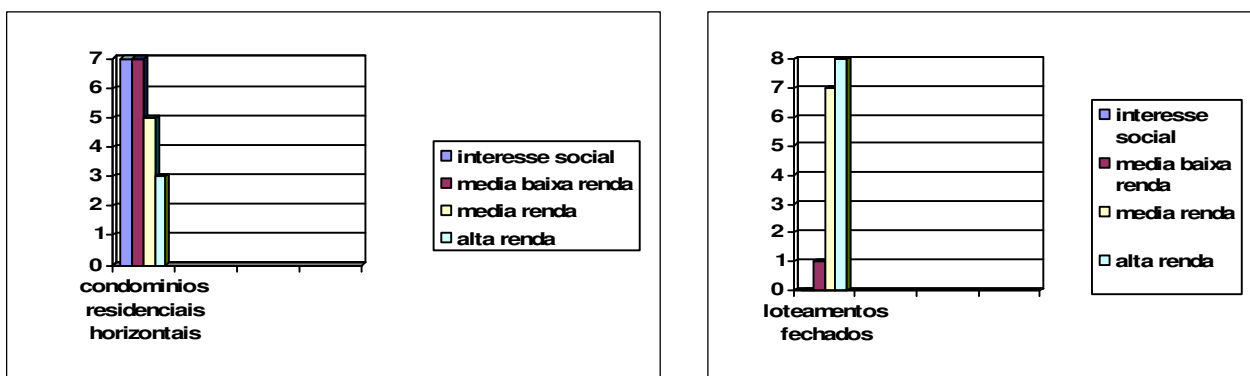 7
6
5
4
3
2
1
0
condominios
residenciais
horizontais
interesse social
media baixa renda
media renda
alta renda
8
7
6
5
4
3
2
1
0
loteamentos
fechados
interesse
social
media baixa
renda
media renda
alta renda